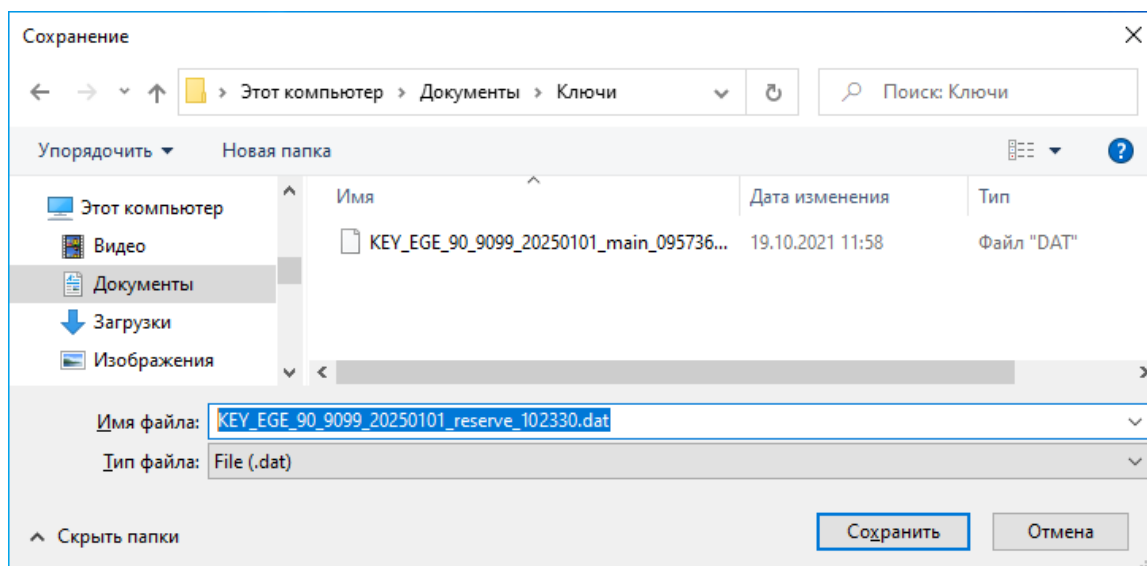 Сохранение
Этот компьютер > Документы > Ключи
Поиск: Ключи
Упорядочить
Новая папка
Этот компьютер
Видео
Документы
Загрузки
Изображения
Имя
Дата изменения
Тип
KEY_EGE_90_9099_20250101_main_095736...
19.10.2021 11:58
Файл "DAT"
Имя файла: KEY_EGE_90_9099_20250101_reserve_102330.dat
Тип файла: File (.dat)
Скрыть папки
Сохранить
Отмена